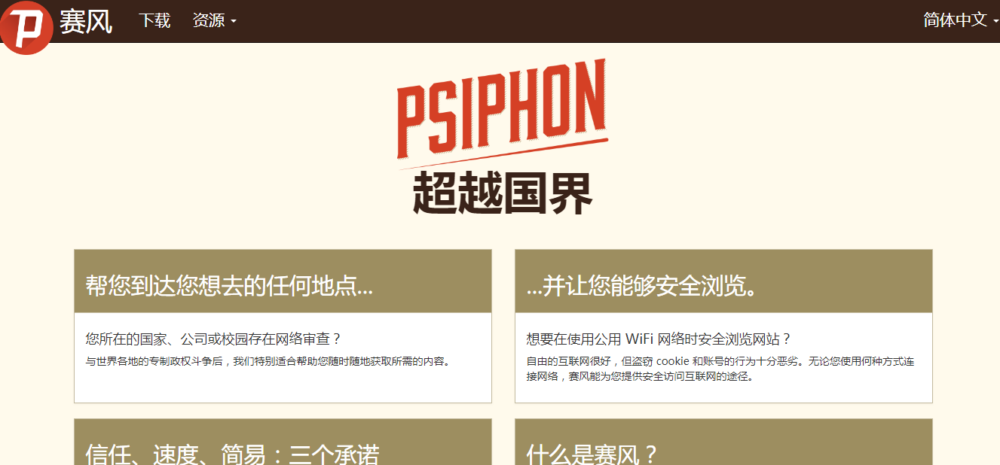 赛风 下载 资源 简体中文
PSIPHON
超越国界
帮您到达您想去的任何地点...
您所在的国家、公司或校园存在网络审查？
与世界各地的专制政权斗争后，我们特别适合帮助您随时随地获取所需的内容。
...并让您能够安全浏览。
想要在使用公用 WiFi 网络时安全浏览网站？
自由的互联网很好，但盗窃 cookie 和账号的行为十分恶劣。无论您使用何种方式连
接网络，赛风能为您提供安全访问互联网的途径。
信任、速度、简易：三个承诺
什么是赛风？